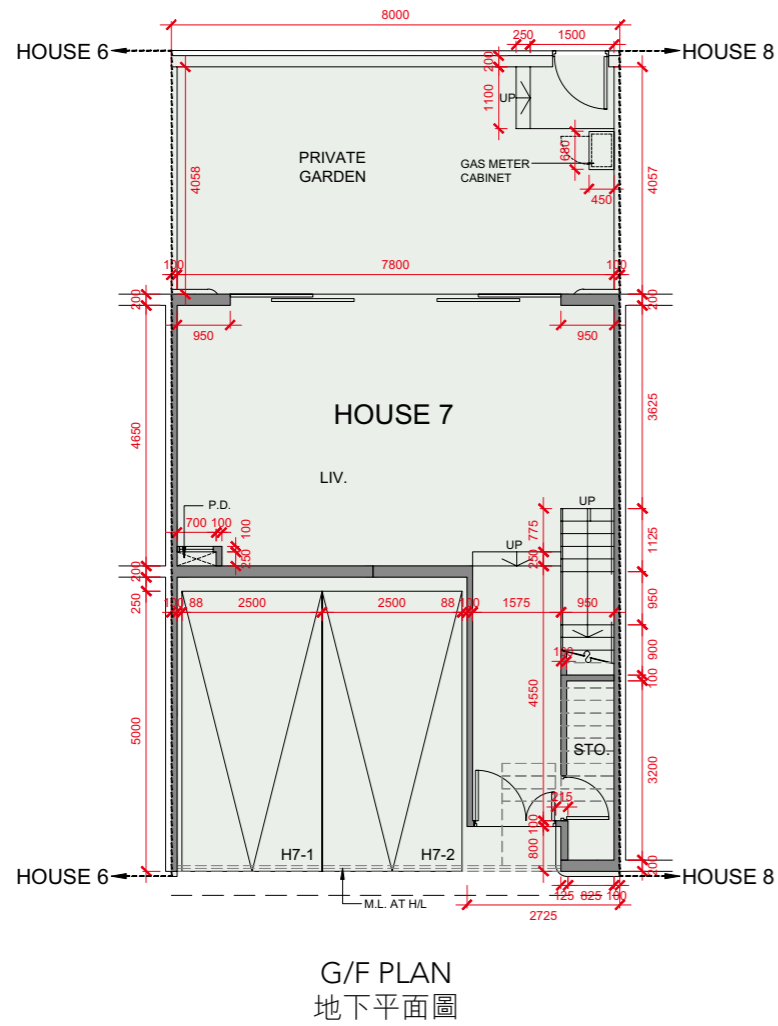 8000
250 1500
HOUSE 6
HOUSE 8
200
1100
UP
PRIVATE
GARDEN
GAS METER
CABINET
680
450
4058
4057
100
7800
100
200
200
950
950
HOUSE 7
4650
3625
LIV.
P.D.
700 100
100
250
UP
775
250
UP
1125
200
250
100 88 2500 2500 88 100 1575 950
950
900
100
100
4550
5000
STO.
3200
215
H7-1
H7-2
100
800
200
HOUSE 6
HOUSE 8
M.L. AT H/L
125 825 100
2725
G/F PLAN
地下平面圖